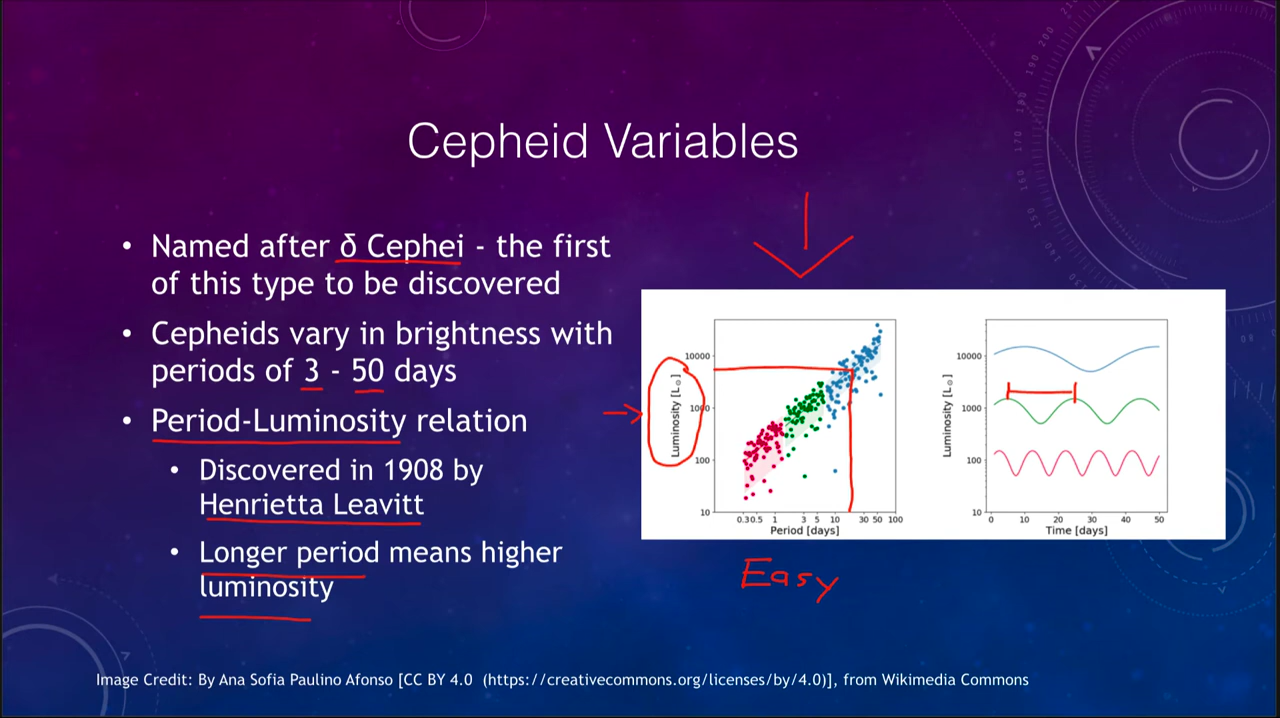 Cepheid Variables
• Named after δ Cephei - the first
of this type to be discovered
• Cepheids vary in brightness with
periods of 3 - 50 days
• Period-Luminosity relation
• Discovered in 1908 by
Henrietta Leavitt
• Longer period means higher
luminosity
Luminosity [L☉]
10000
1000
100
10
0.3 0.5 1 3 5 10 30 50 100
Period [days]
Luminosity [L☉]
10000
1000
100
10
0 10 20 30 40 50
Time [days]
Easy
Image Credit: By Ana Sofia Paulino Afonso [CC BY 4.0 (https://creativecommons.org/licenses/by/4.0)], from Wikimedia Commons